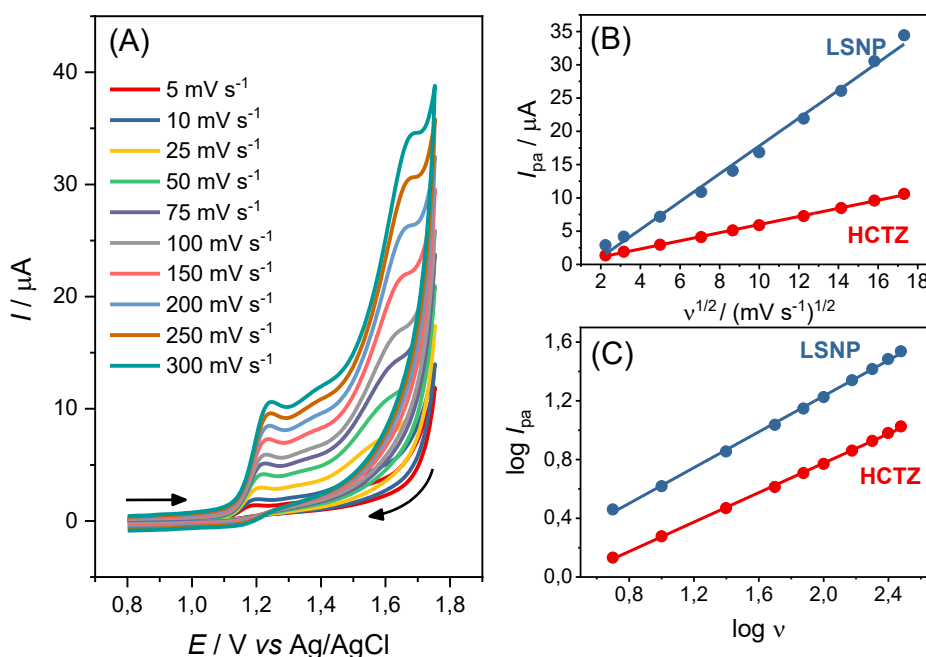 (A)
40
30
20
10
0
I / μA
5 mV s⁻¹
10 mV s⁻¹
25 mV s⁻¹
50 mV s⁻¹
75 mV s⁻¹
100 mV s⁻¹
150 mV s⁻¹
200 mV s⁻¹
250 mV s⁻¹
300 mV s⁻¹
0,8 1,0 1,2 1,4 1,6 1,8
E / V vs Ag/AgCl
(B)
LSNP
HCTZ
35
30
25
20
15
10
5
0
I_pa / μA
2 4 6 8 10 12 14 16 18
ν^1/2 / (mV s⁻¹)^1/2
(C)
LSNP
HCTZ
1,6
1,2
0,8
0,4
0,0
log I_pa
0,8 1,2 1,6 2,0 2,4
log ν